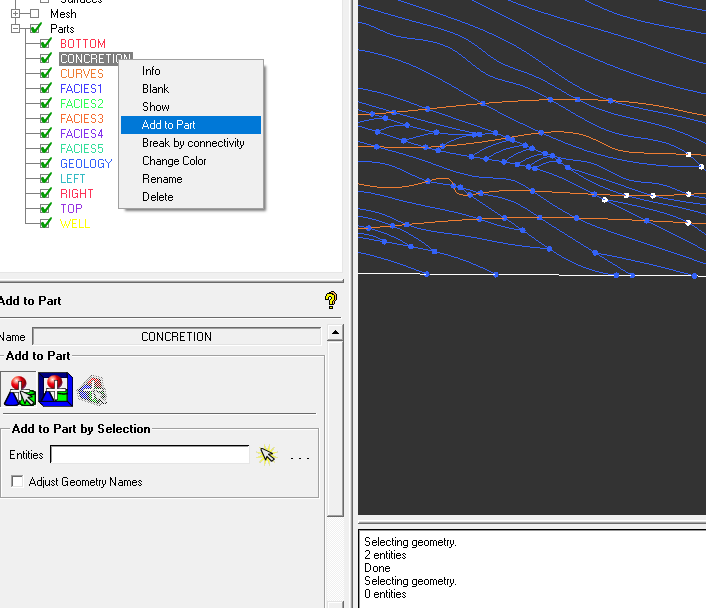 Surfaces
Mesh
Parts
BOTTOM
CONCRETION
CURVES
FACIES1
FACIES2
FACIES3
FACIES4
FACIES5
GEOLOGY
LEFT
RIGHT
TOP
WELL
Info
Blank
Show
Add to Part
Break by connectivity
Change Color
Rename
Delete
Add to Part
Name CONCRETION
Add to Part
Add to Part by Selection
Entities ...
Adjust Geometry Names
Selecting geometry.
2 entities
Done
Selecting geometry.
0 entities